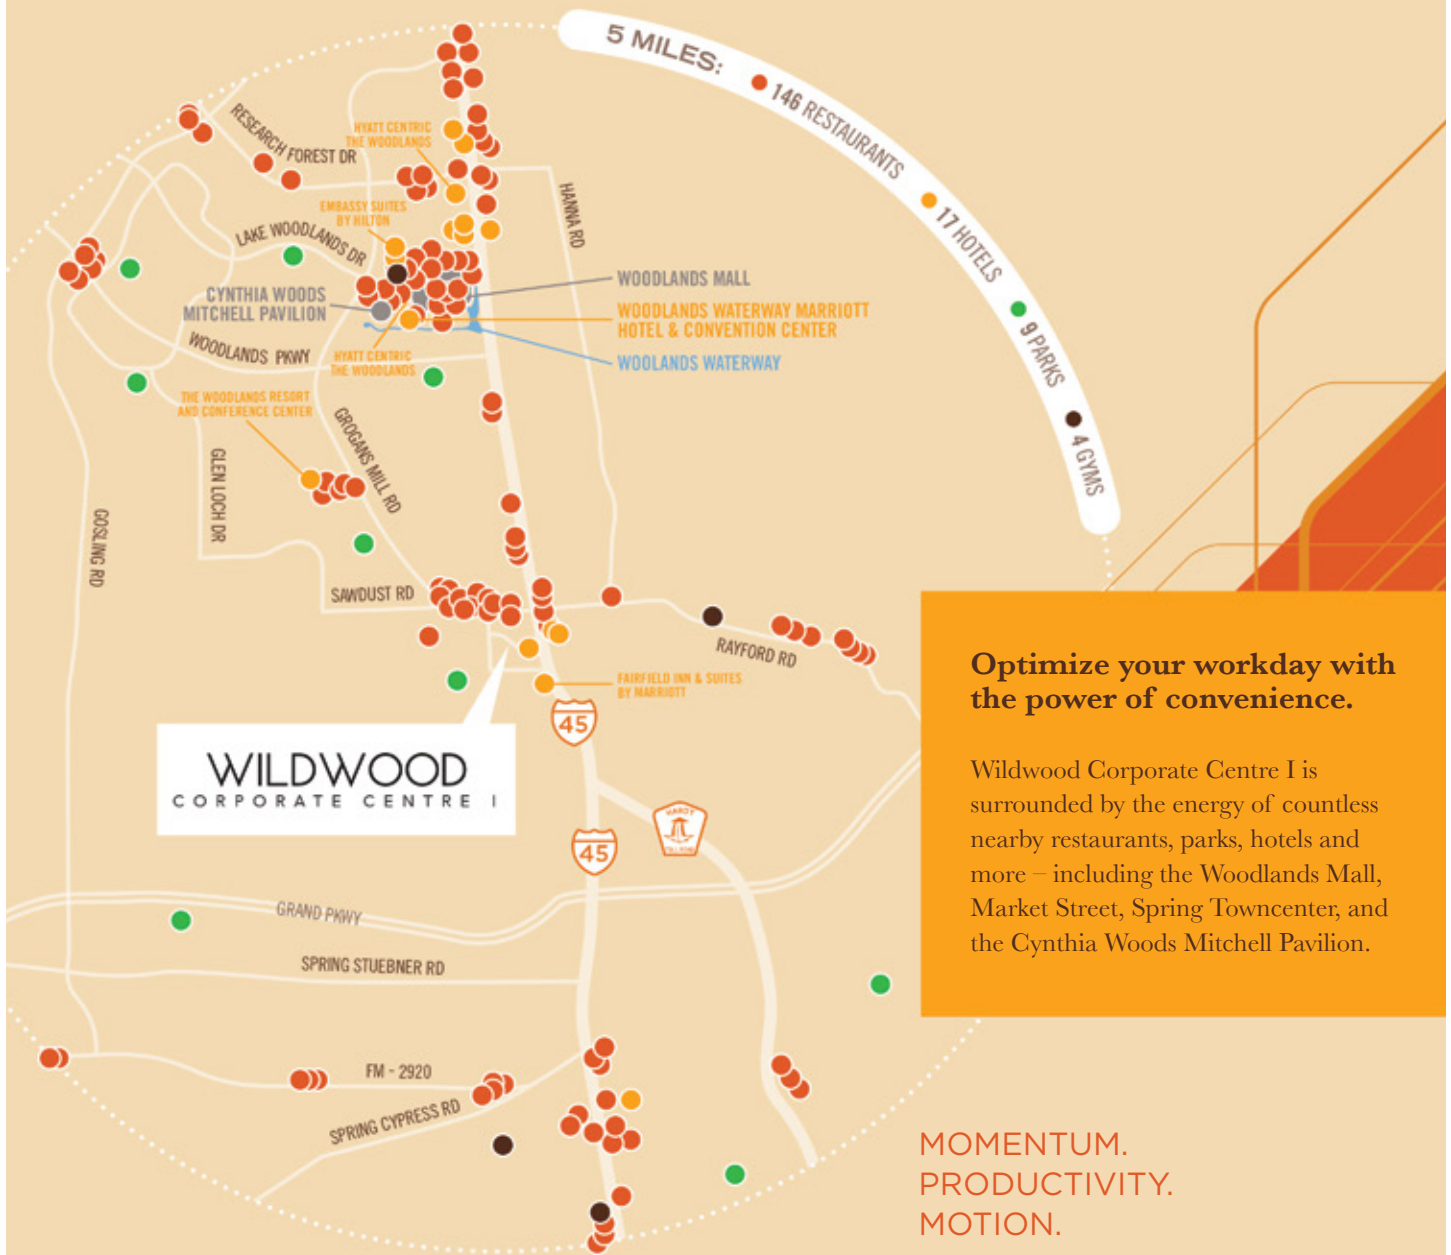 5 MILES:
146 RESTAURANTS
17 HOTELS
9 PARKS
4 GYMS
RESEARCH FOREST DR
HYATT CENTRIC
THE WOODLANDS
HANNA RD
EMBASSY SUITES
BY HILTON
LAKE WOODLANDS DR
CYNTHIA WOODS
MITCHELL PAVILION
WOODLANDS MALL
WOODLANDS WATERWAY MARRIOTT
HOTEL & CONVENTION CENTER
WOOLANDS WATERWAY
WOODLANDS PKWY
HYATT CENTRIC
THE WOODLANDS
THE WOODLANDS RESORT
AND CONFERENCE CENTER
GROGANS MILL RD
GLEN LOCH DR
GOSLING RD
SAWDUST RD
RAYFORD RD
FAIRFIELD INN & SUITES
BY MARRIOTT
45
WILDWOOD
CORPORATE CENTRE I
HARDY
45
GRAND PKWY
SPRING STUEBNER RD
FM - 2920
SPRING CYPRESS RD
Optimize your workday with
the power of convenience.
Wildwood Corporate Centre I is
surrounded by the energy of countless
nearby restaurants, parks, hotels and
more – including the Woodlands Mall,
Market Street, Spring Towncenter, and
the Cynthia Woods Mitchell Pavilion.
MOMENTUM.
PRODUCTIVITY.
MOTION.